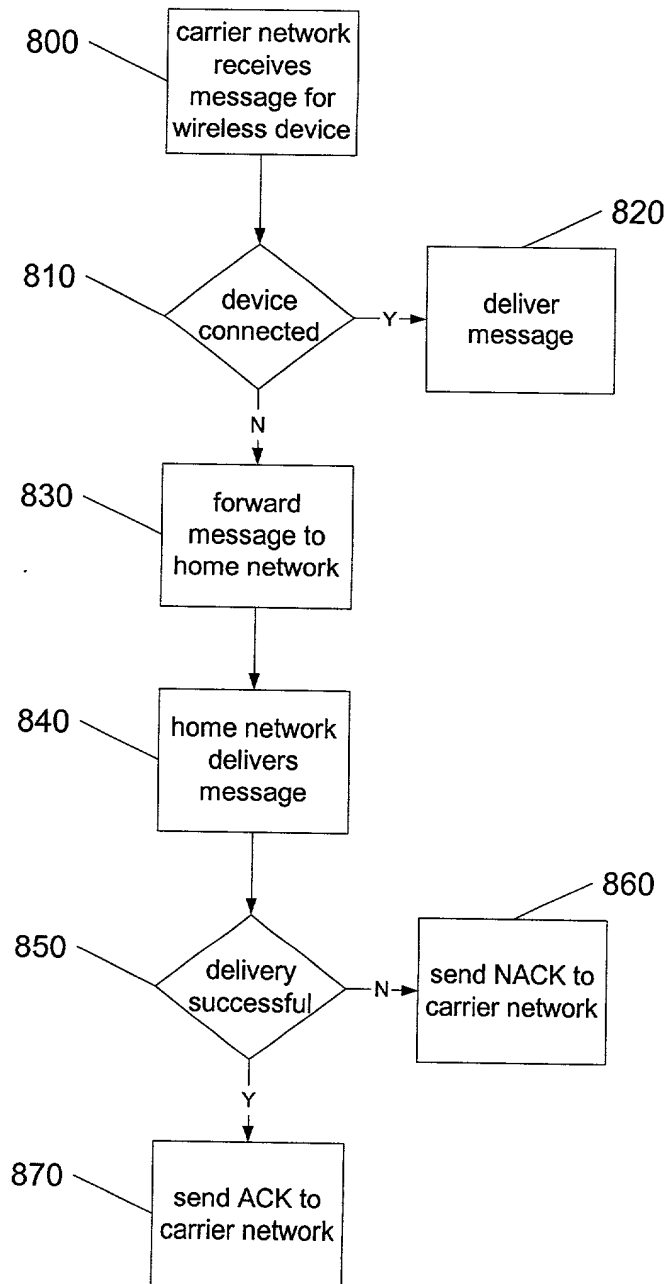 800
carrier network
receives
message for
wireless device
810
device
connected
Y
820
deliver
message
N
830
forward
message to
home network
840
home network
delivers
message
850
delivery
successful
N
860
send NACK to
carrier network
Y
870
send ACK to
carrier network